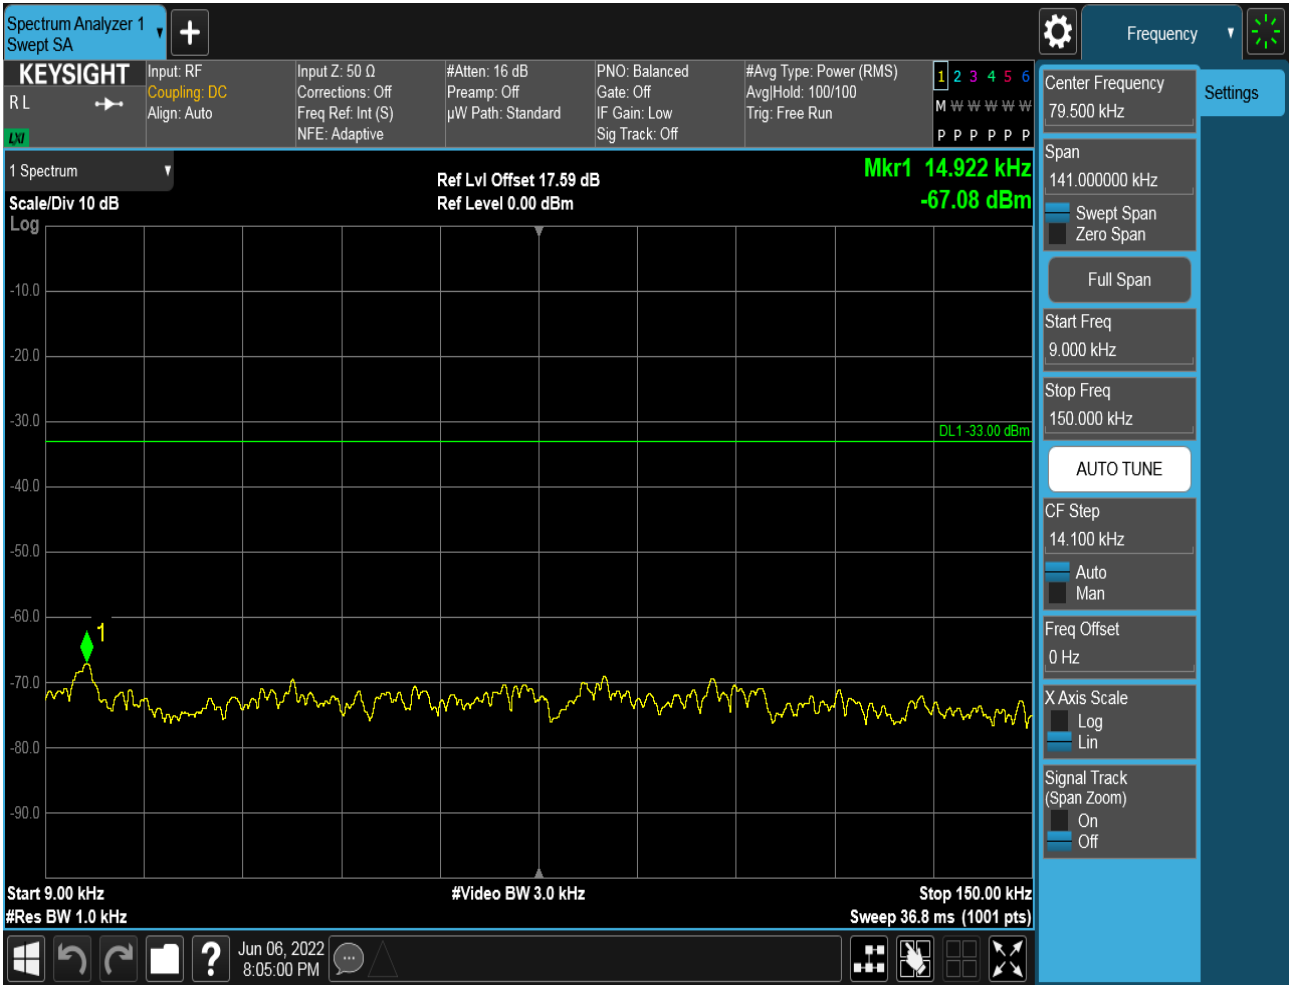 Spectrum Analyzer 1
Swept SA
Frequency
KEYSIGHT
R L
LXI
Input: RF
Coupling: DC
Align: Auto
Input Z: 50 Ω
Corrections: Off
Freq Ref: Int (S)
NFE: Adaptive
#Atten: 16 dB
Preamp: Off
µW Path: Standard
PNO: Balanced
Gate: Off
IF Gain: Low
Sig Track: Off
#Avg Type: Power (RMS)
Avg|Hold: 100/100
Trig: Free Run
1 2 3 4 5 6
M W W W W W
P P P P P P
1 Spectrum
Scale/Div 10 dB
Log
Ref Lvl Offset 17.59 dB
Ref Level 0.00 dBm
Mkr1 14.922 kHz
-67.08 dBm
-10.0
-20.0
-30.0
DL1 -33.00 dBm
-40.0
-50.0
-60.0
1
-70.0
-80.0
-90.0
Start 9.00 kHz
#Res BW 1.0 kHz
#Video BW 3.0 kHz
Stop 150.00 kHz
Sweep 36.8 ms (1001 pts)
Center Frequency
79.500 kHz
Settings
Span
141.000000 kHz
Swept Span
Zero Span
Full Span
Start Freq
9.000 kHz
Stop Freq
150.000 kHz
AUTO TUNE
CF Step
14.100 kHz
Auto
Man
Freq Offset
0 Hz
X Axis Scale
Log
Lin
Signal Track
(Span Zoom)
On
Off
?
Jun 06, 2022
8:05:00 PM